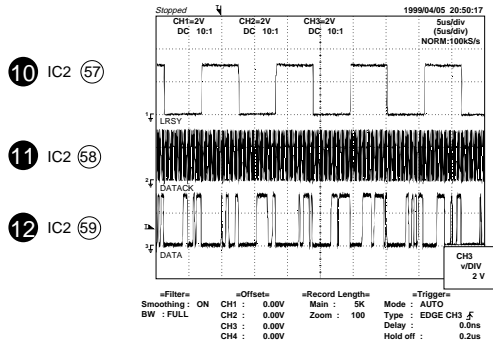 Stopped 1999/04/05 20:50:17
CH1=2V CH2=2V CH3=2V 5us/div
DC 10:1 DC 10:1 DC 10:1 (5us/div)
NORM:100kS/s
10 IC2 57
1
LRSY
11 IC2 58
2
DATACK
12 IC2 59
3
DATA
CH3
v/DIV
2 V
=Filter= =Offset= =Record Length= =Trigger=
Smoothing : ON CH1 : 0.00V Main : 5K Mode : AUTO
BW : FULL CH2 : 0.00V Zoom : 100 Type : EDGE CH3
CH3 : 0.00V Delay : 0.0ns
CH4 : 0.00V Hold off : 0.2us